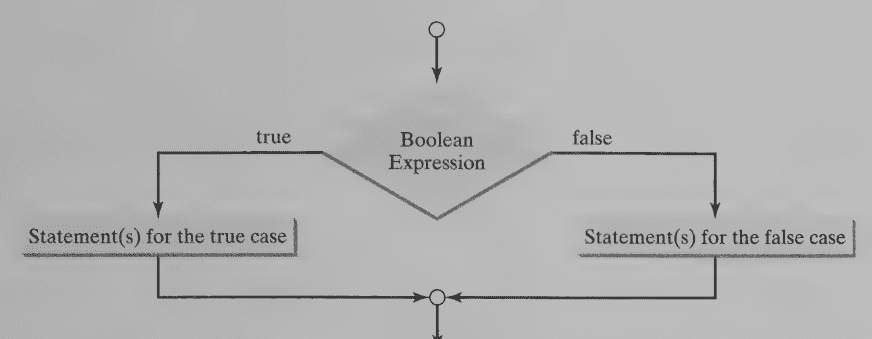 true
Boolean
Expression
false
Statement(s) for the true case
Statement(s) for the false case